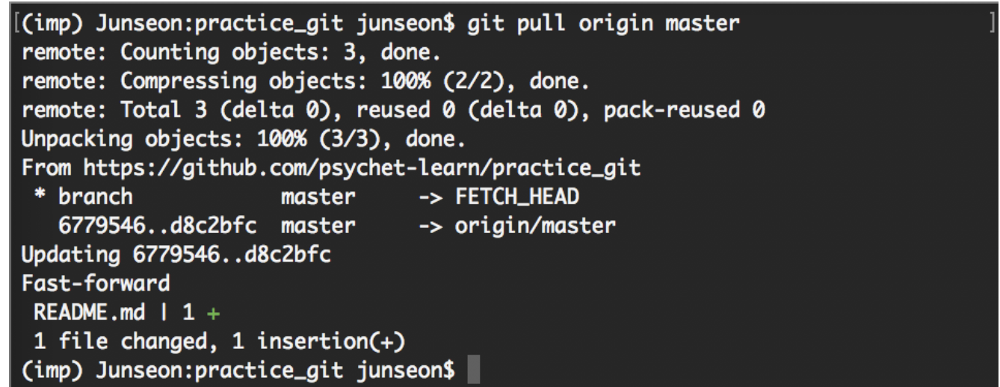 [(imp) Junseon:practice_git junseon$ git pull origin master ]
remote: Counting objects: 3, done.
remote: Compressing objects: 100% (2/2), done.
remote: Total 3 (delta 0), reused 0 (delta 0), pack-reused 0
Unpacking objects: 100% (3/3), done.
From https://github.com/psychet-learn/practice_git
 * branch            master     -> FETCH_HEAD
   6779546..d8c2bfc  master     -> origin/master
Updating 6779546..d8c2bfc
Fast-forward
 README.md | 1 +
 1 file changed, 1 insertion(+)
(imp) Junseon:practice_git junseon$